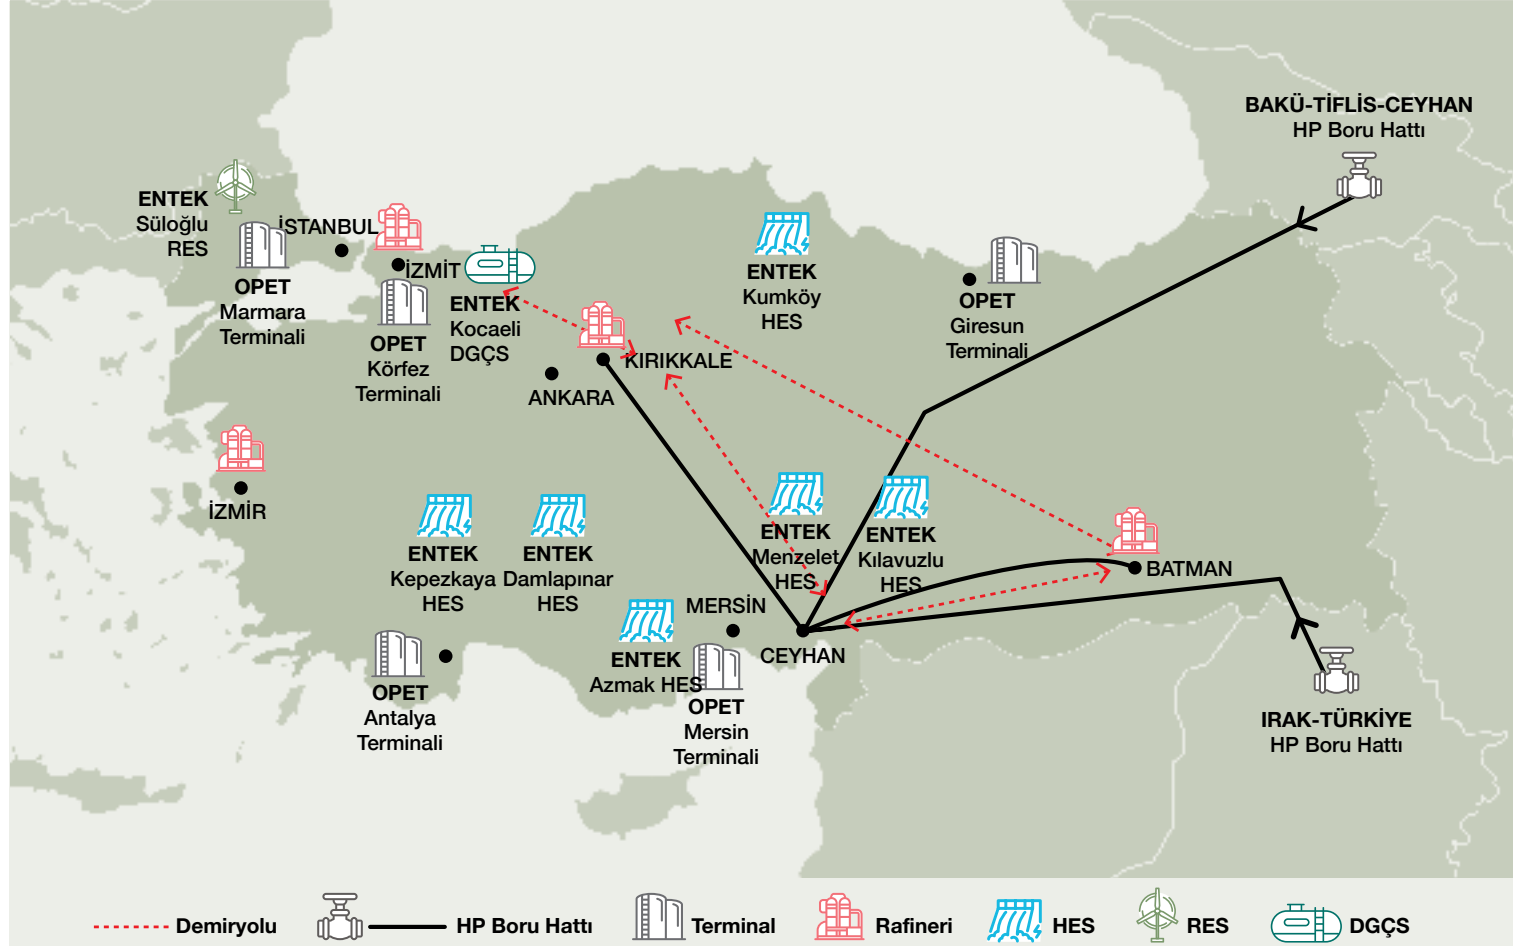 BAKÜ-TİFLİS-CEYHAN
HP Boru Hattı
ENTEK
Süloğlu
RES
İSTANBUL
OPET
Marmara
Terminali
İZMİT
OPET
Körfez
Terminali
ENTEK
Kocaeli
DGÇS
KIRIKKALE
ANKARA
ENTEK
Kumköy
HES
OPET
Giresun
Terminali
İZMİR
ENTEK
Kepezkaya
HES
ENTEK
Damlapınar
HES
ENTEK
Menzelet
HES
ENTEK
Kılavuzlu
HES
BATMAN
MERSİN
CEYHAN
ENTEK
Azmak HES
OPET
Antalya
Terminali
OPET
Mersin
Terminali
IRAK-TÜRKİYE
HP Boru Hattı
Demiryolu
HP Boru Hattı
Terminal
Rafineri
HES
RES
DGÇS